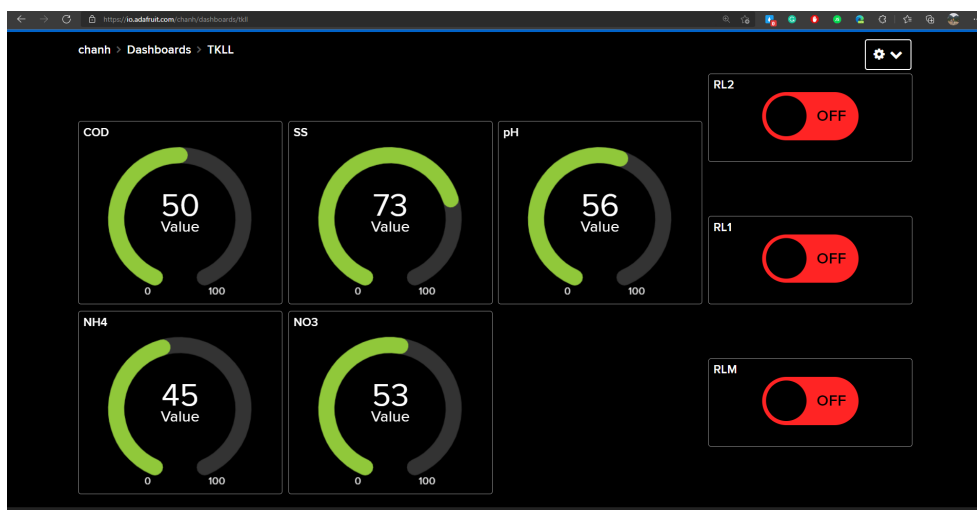 https://io.adafruit.com/chanh/dashboards/tkll
chanh > Dashboards > TKLL
RL2
OFF
COD
50
Value
0 100
SS
73
Value
0 100
pH
56
Value
0 100
RL1
OFF
NH4
45
Value
0 100
NO3
53
Value
0 100
RLM
OFF